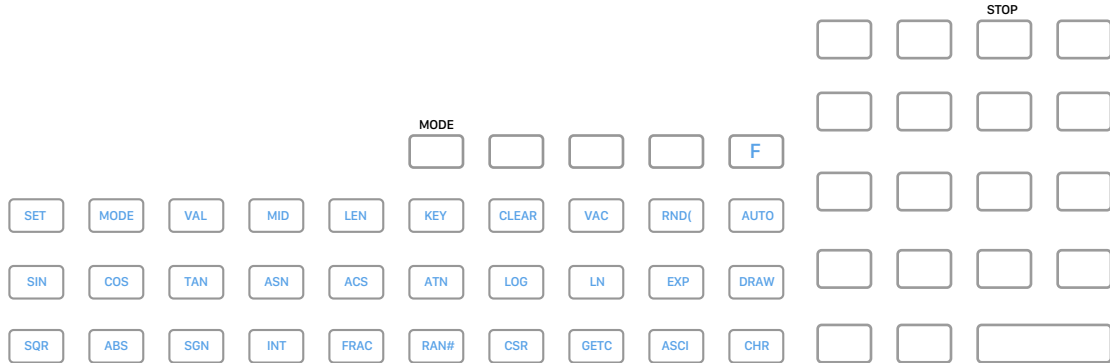 STOP
MODE
F
SET MODE VAL MID LEN KEY CLEAR VAC RND( AUTO
SIN COS TAN ASN ACS ATN LOG LN EXP DRAW
SQR ABS SGN INT FRAC RAN# CSR GETC ASCI CHR